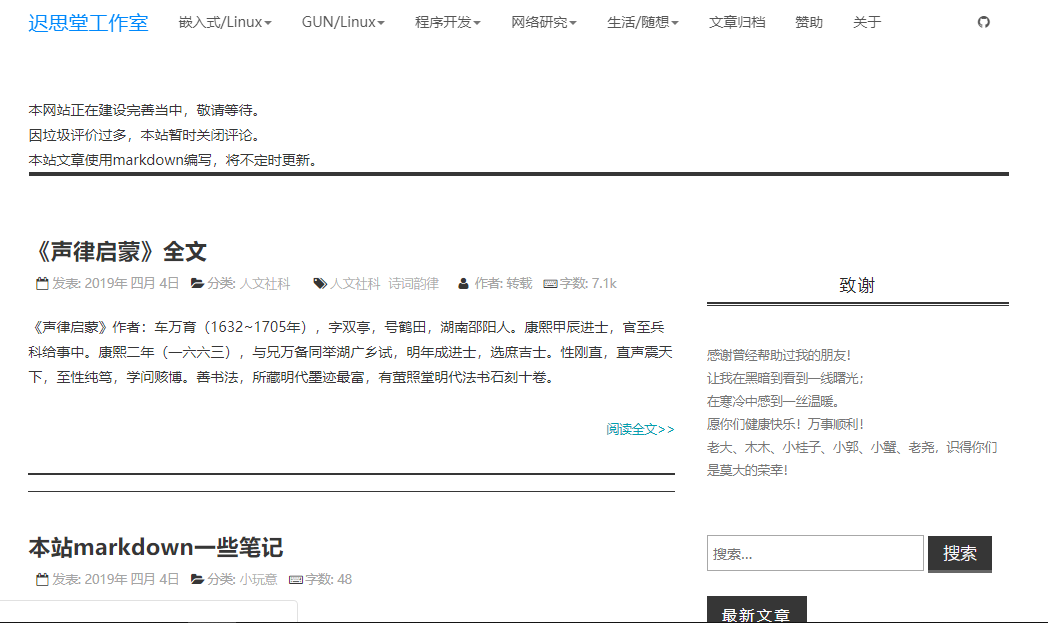 迟思堂工作室 嵌入式/Linux GUN/Linux 程序开发 网络研究 生活/随想 文章归档 赞助 关于
本网站正在建设完善当中，敬请等待。
因垃圾评价过多，本站暂时关闭评论。
本站文章使用markdown编写，将不定时更新。
《声律启蒙》全文
发表: 2019年 四月 4日 分类: 人文社科 人文社科 诗词韵律 作者: 转载 字数: 7.1k
《声律启蒙》作者：车万育（1632~1705年），字双亭，号鹤田，湖南邵阳人。康熙甲辰进士，官至兵
科给事中。康熙二年（一六六三），与兄万备同举湖广乡试，明年成进士，选庶吉士。性刚直，直声震天
下，至性纯笃，学问赅博。善书法，所藏明代墨迹最富，有萤照堂明代法书石刻十卷。
阅读全文>>
本站markdown一些笔记
发表: 2019年 四月 4日 分类: 小玩意 字数: 48
致谢
感谢曾经帮助过我的朋友！
让我在黑暗到看到一线曙光；
在寒冷中感到一丝温暖。
愿你们健康快乐！万事顺利！
老大、木木、小桂子、小郭、小蟹、老尧，识得你们
是莫大的荣幸！
搜索... 搜索
最新文章